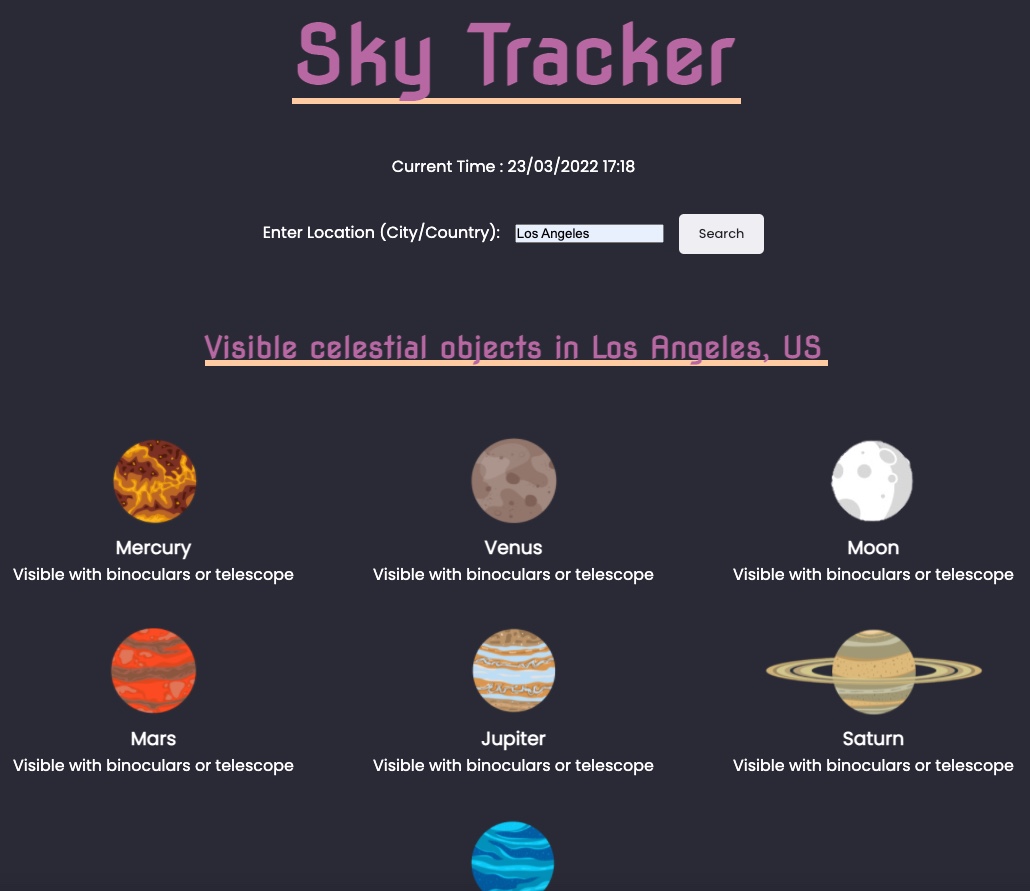 Sky Tracker
Current Time : 23/03/2022 17:18
Enter Location (City/Country): Los Angeles Search
Visible celestial objects in Los Angeles, US
Mercury Venus Moon
Visible with binoculars or telescope Visible with binoculars or telescope Visible with binoculars or telescope
Mars Jupiter Saturn
Visible with binoculars or telescope Visible with binoculars or telescope Visible with binoculars or telescope